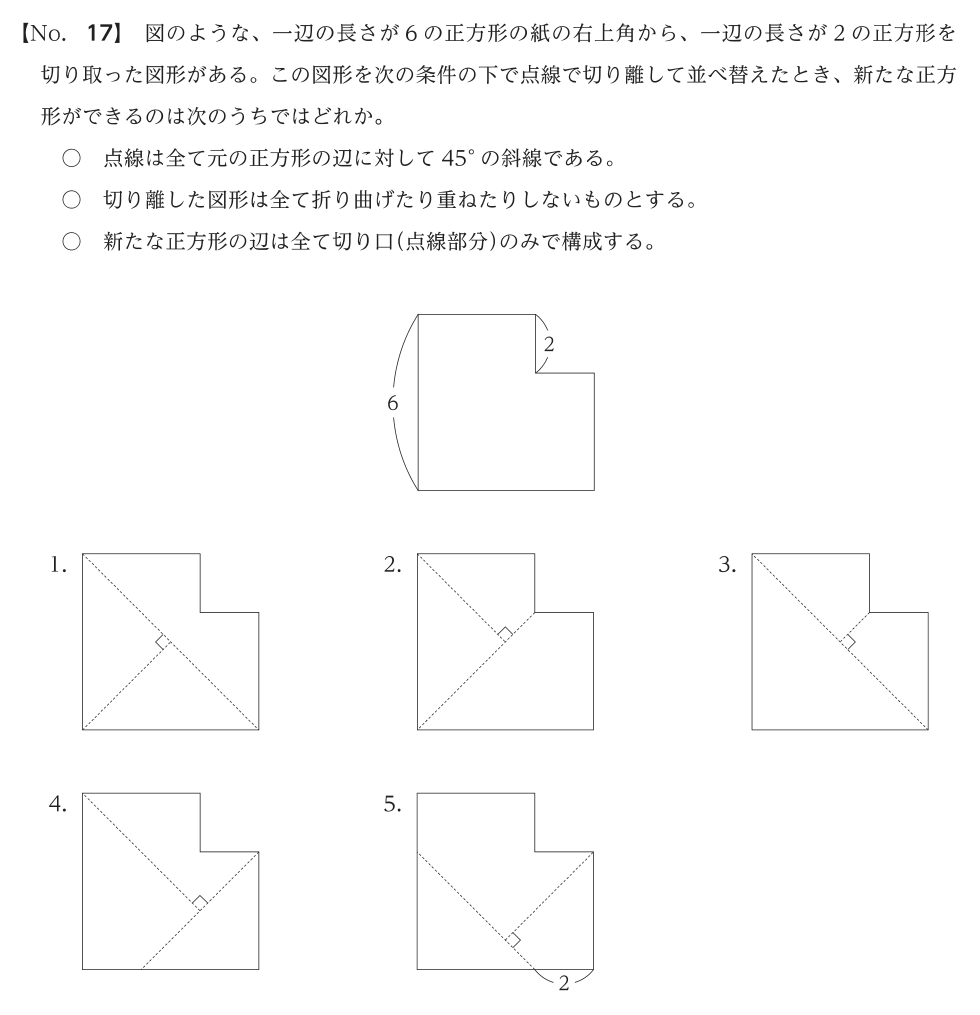 【No. 17】 図のような、一辺の長さが6の正方形の紙の右上角から、一辺の長さが2の正方形を
切り取った図形がある。この図形を次の条件の下で点線で切り離して並べ替えたとき、新たな正方
形ができるのは次のうちではどれか。
○ 点線は全て元の正方形の辺に対して45°の斜線である。
○ 切り離した図形は全て折り曲げたり重ねたりしないものとする。
○ 新たな正方形の辺は全て切り口(点線部分)のみで構成する。
2
6
1.
2.
3.
4.
5.
2